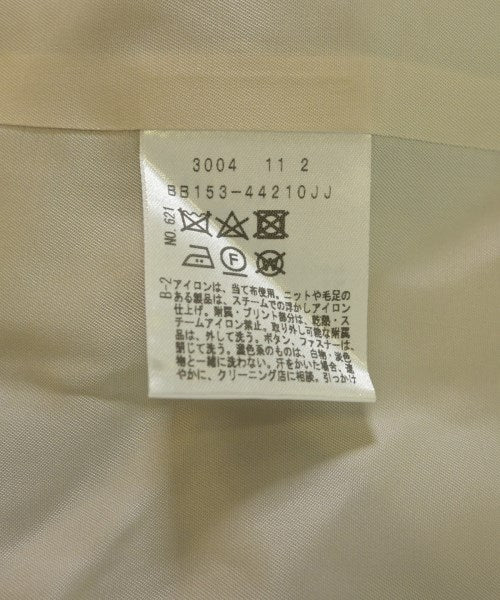 3004 11 2
BB153-44210JJ
NO.621
F
W
B-2
アイロンは、当て布使用。ニットや毛足の
ある製品は、スチームでの浮かしアイロン
仕上げ。附属・プリント部分は、乾熱・ス
チームアイロン禁止。取り外し可能な附属
品は、外して洗う。ボタン、ファスナーは、
閉じて洗う。濃色系のものは、白物・淡色
物と一緒に洗わない。汗をかいた場合、速
やかに、クリーニング店に相談。引っかけ